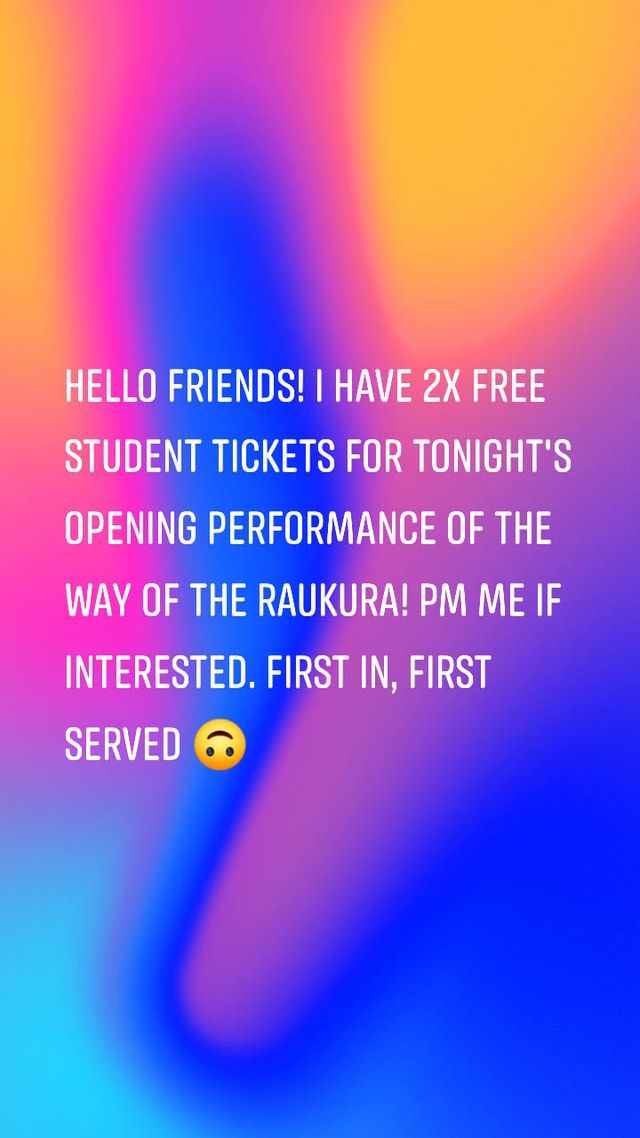 HELLO FRIENDS! I HAVE 2X FREE
STUDENT TICKETS FOR TONIGHT'S
OPENING PERFORMANCE OF THE
WAY OF THE RAUKURA! PM ME IF
INTERESTED. FIRST IN, FIRST
SERVED 🙃